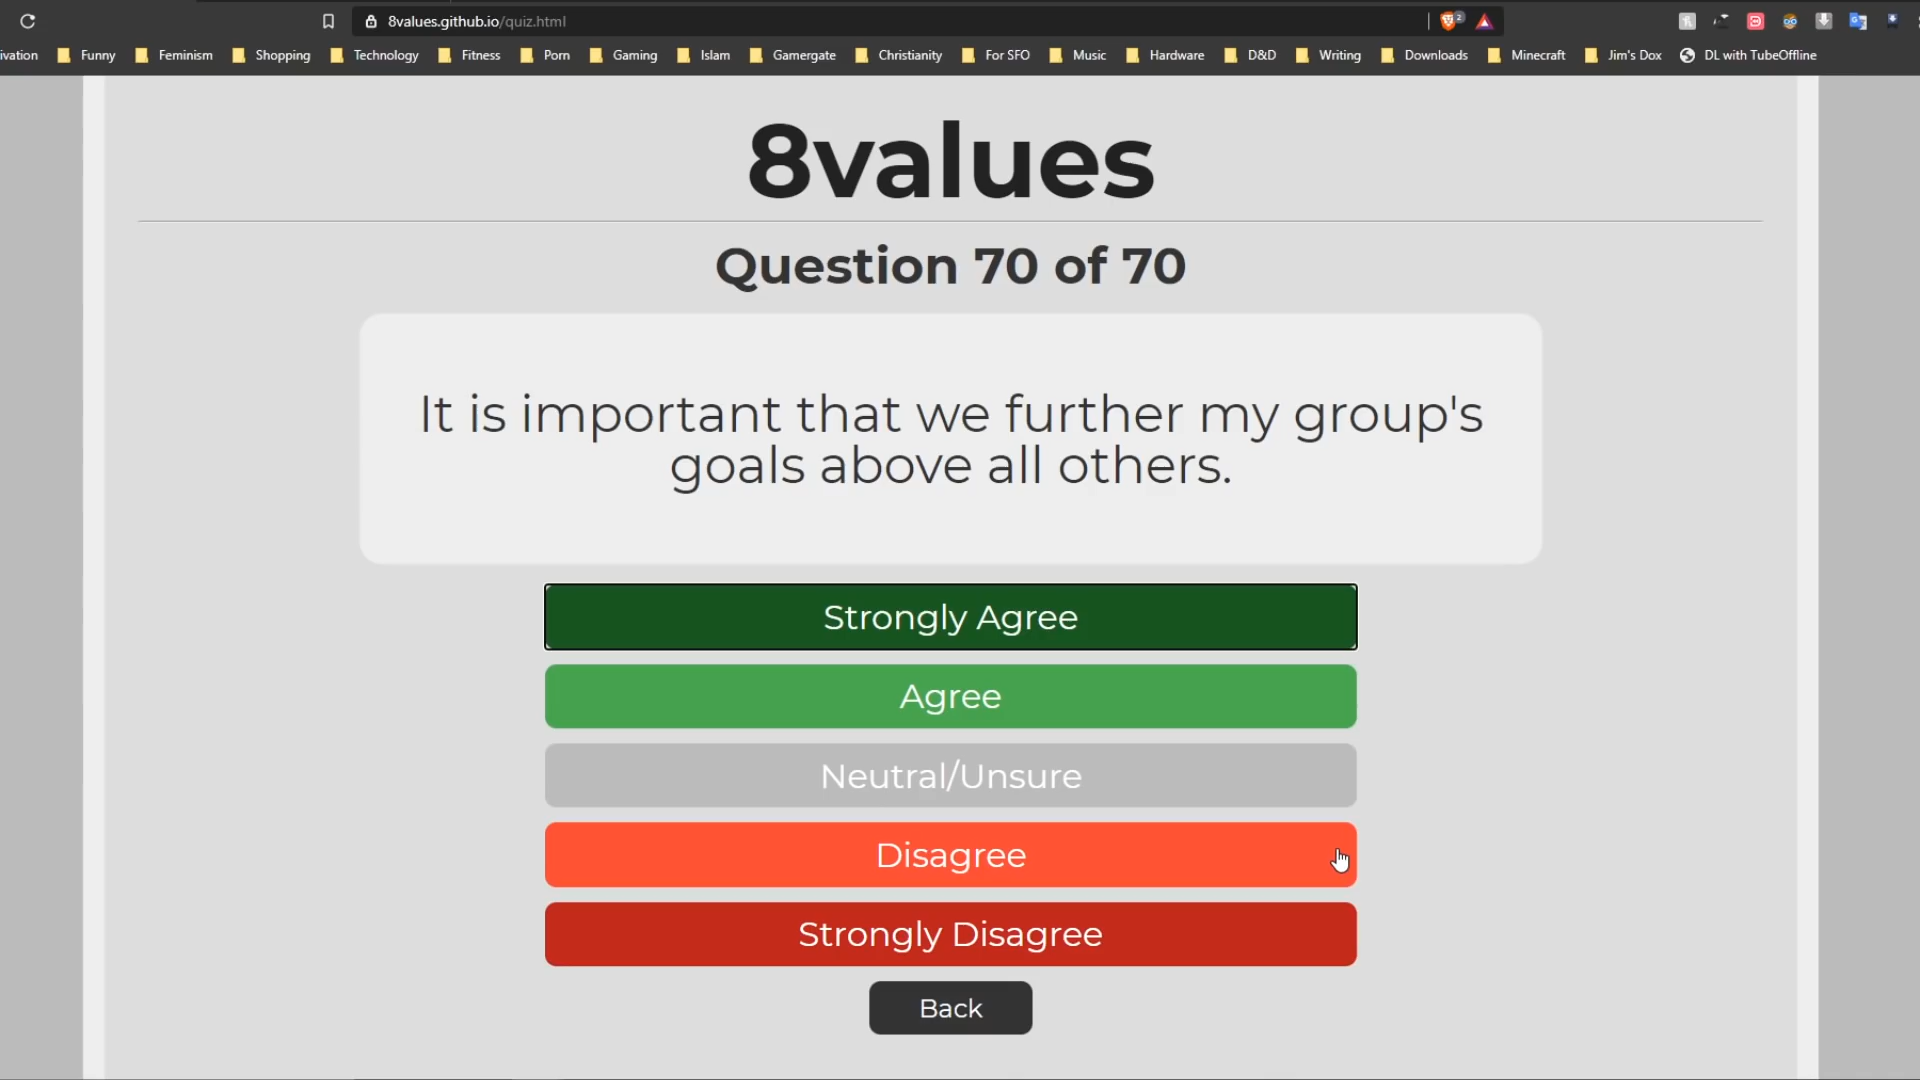 8values.github.io/quiz.html
2
ivation Funny Feminism Shopping Technology Fitness Porn Gaming Islam Gamergate Christianity For SFO Music Hardware D&D Writing Downloads Minecraft Jim's Dox DL with TubeOffline
8values
Question 70 of 70
It is important that we further my group's
goals above all others.
Strongly Agree
Agree
Neutral/Unsure
Disagree
Strongly Disagree
Back